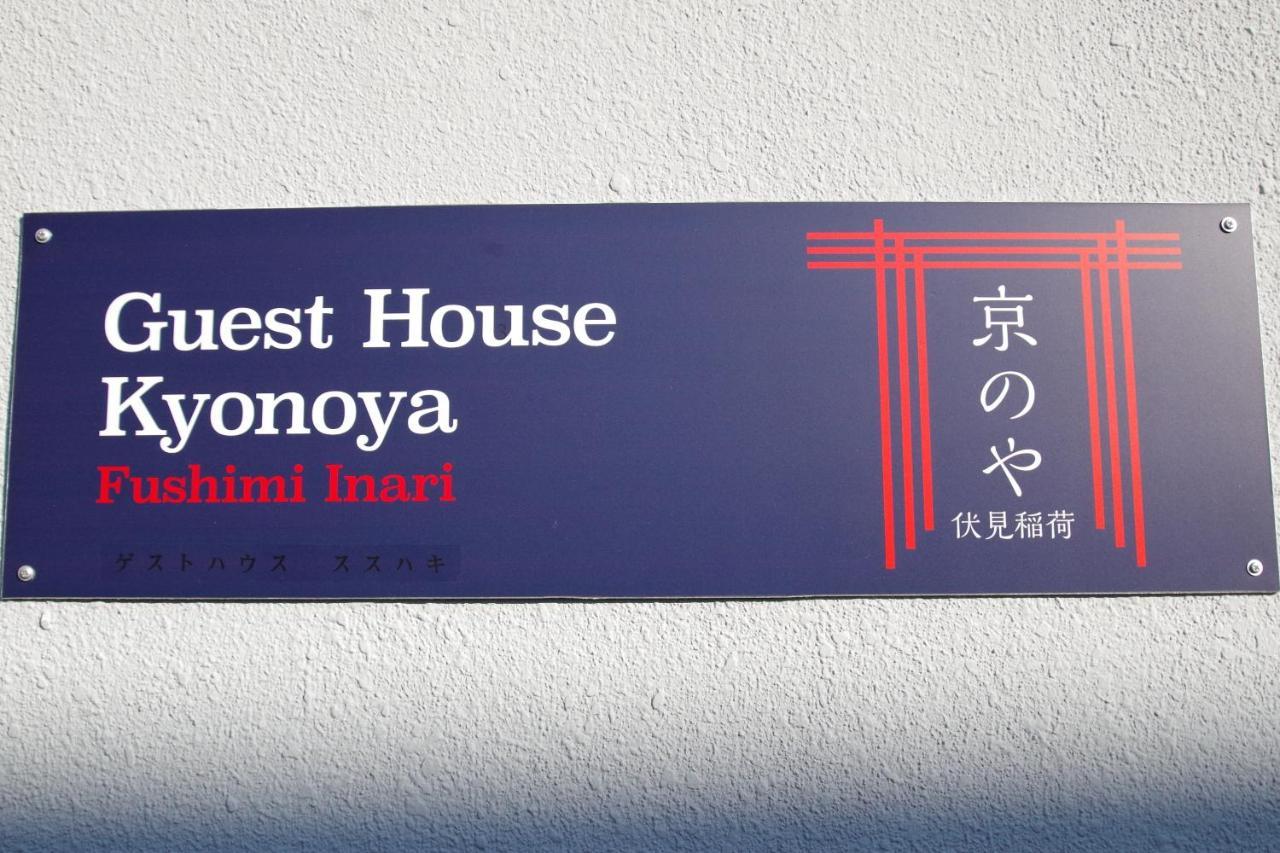 Guest House
Kyonoya
Fushimi Inari
ゲストハウス ススハキ
京のや
伏見稲荷